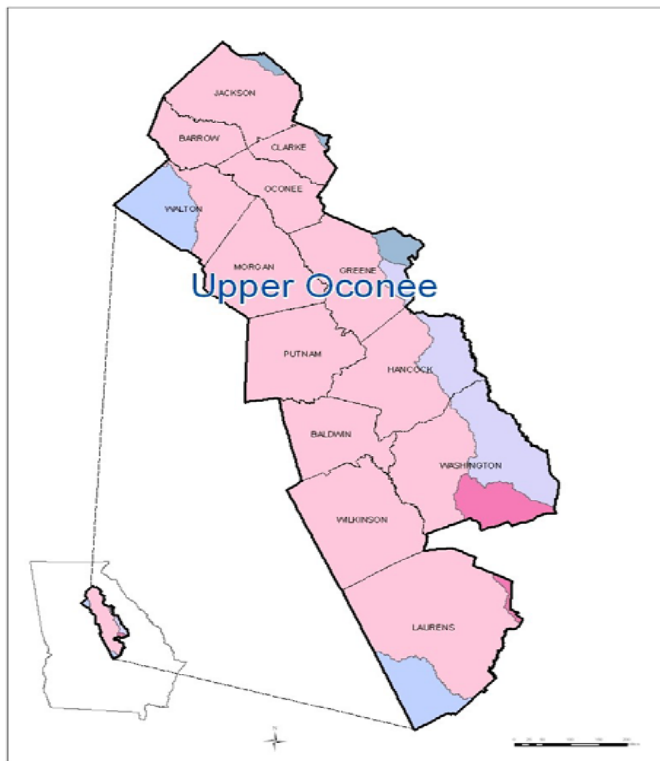 JACKSON
BARROW
CLARKE
OCONEE
WALTON
MORGAN
GREENE
Upper Oconee
PUTNAM
HANCOCK
BALDWIN
WASHINGTON
WILKINSON
LAURENS